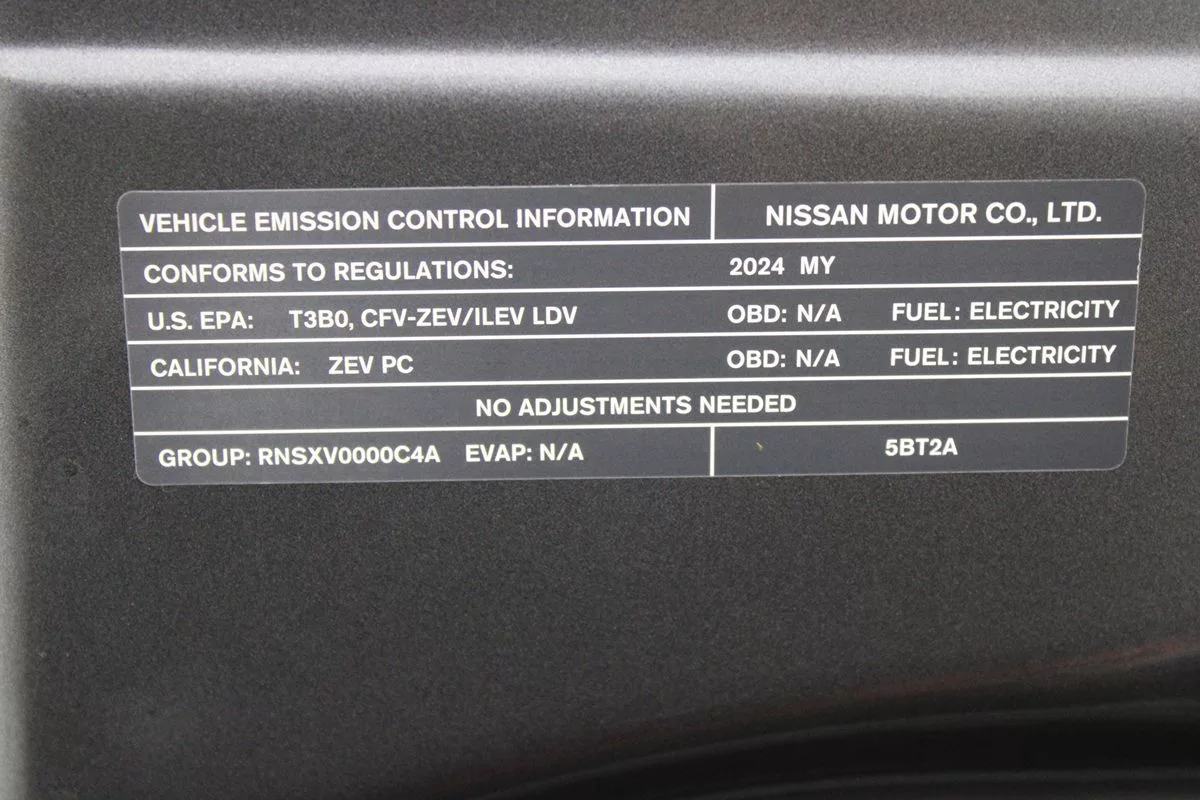 VEHICLE EMISSION CONTROL INFORMATION NISSAN MOTOR CO., LTD.
CONFORMS TO REGULATIONS: 2024 MY
U.S. EPA: T3B0, CFV-ZEV/ILEV LDV OBD: N/A FUEL: ELECTRICITY
CALIFORNIA: ZEV PC OBD: N/A FUEL: ELECTRICITY
NO ADJUSTMENTS NEEDED
GROUP: RNSXV0000C4A EVAP: N/A 5BT2A